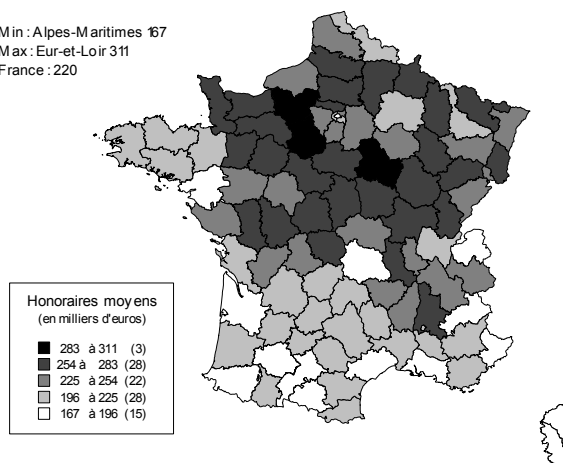 Min : Alpes-Maritimes 167
Max : Eur-et-Loir 311
France : 220
Honoraires moyens
(en milliers d'euros)
283 à 311 (3)
254 à 283 (28)
225 à 254 (22)
196 à 225 (28)
167 à 196 (15)